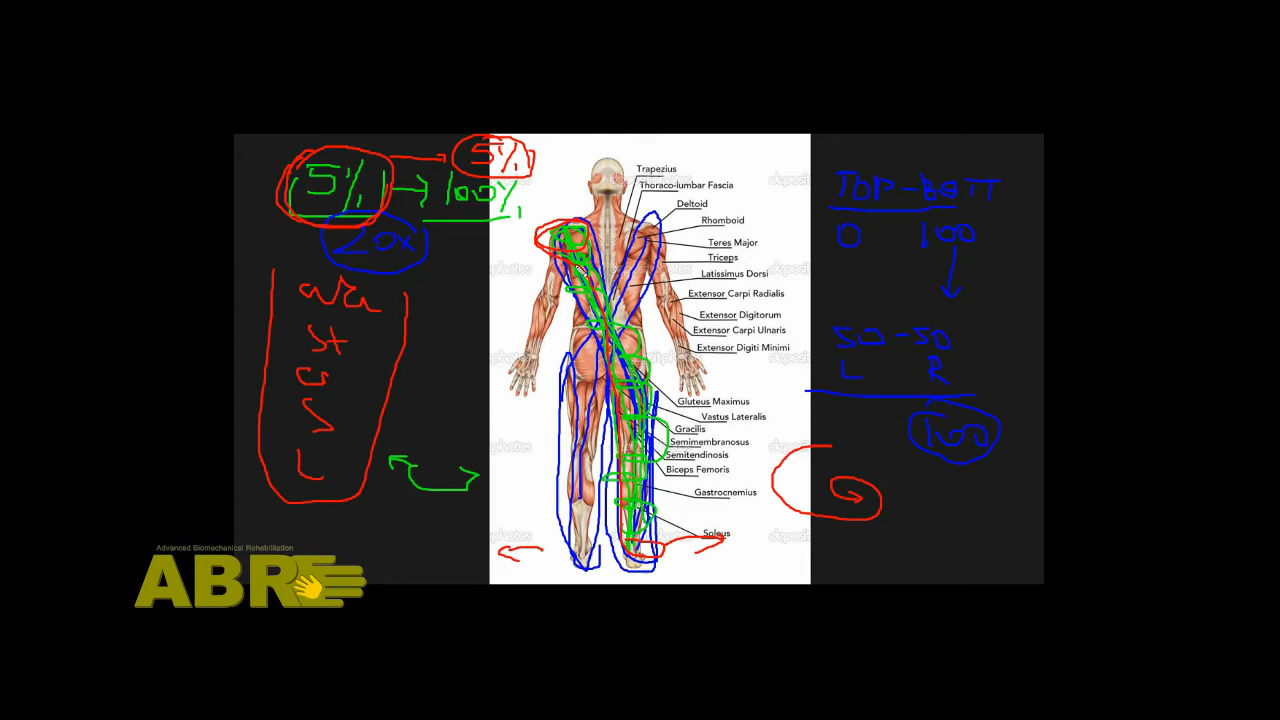 5%
5% → 100%
20x
St
L
Trapezius
Thoraco-lumbar Fascia
Deltoid
Rhomboid
Teres Major
Triceps
Latissimus Dorsi
Extensor Carpi Radialis
Extensor Digitorum
Extensor Carpi Ulnaris
Extensor Digiti Minimi
Gluteus Maximus
Vastus Lateralis
Gracilis
Semimembranosus
Semitendinosis
Biceps Femoris
Gastrocnemius
Soleus
TOP-BOTT
0 100
50-50
L R
100
Advanced Biomechanical Rehabilitation
ABR